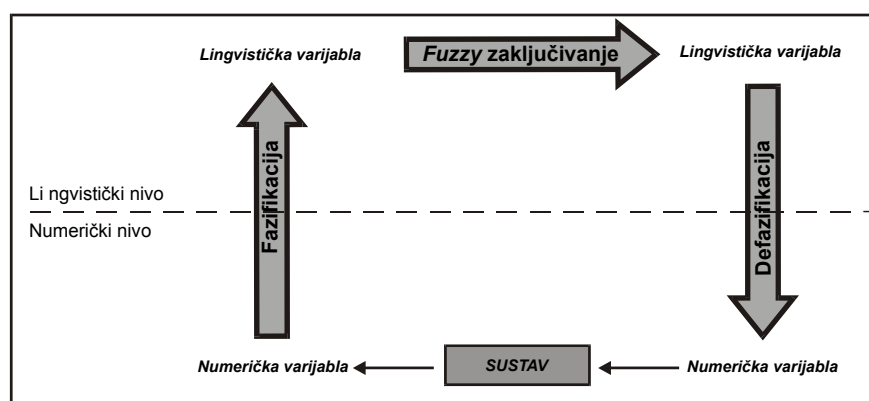 Lingvistička varijabla
Fuzzy zaključivanje
Lingvistička varijabla
Fazifikacija
Defazifikacija
Li ngvistički nivo
Numerički nivo
Numerička varijabla
SUSTAV
Numerička varijabla